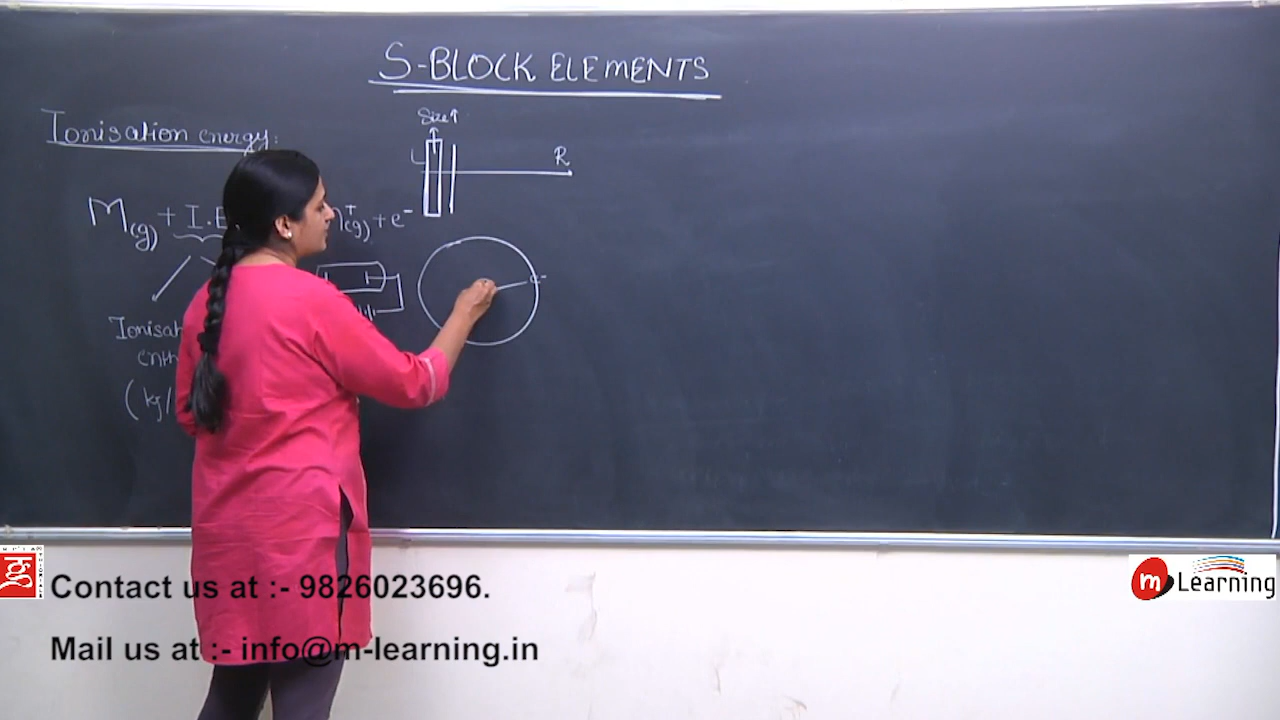 S-BLOCK ELEMENTS
Ionisation energy:
Size↑
R
M(g) + I.E
+(g) + e-
e-
Ionisat
enth
(kJ/
Contact us at :- 9826023696.
Mail us at :- info@m-learning.in
m Learning